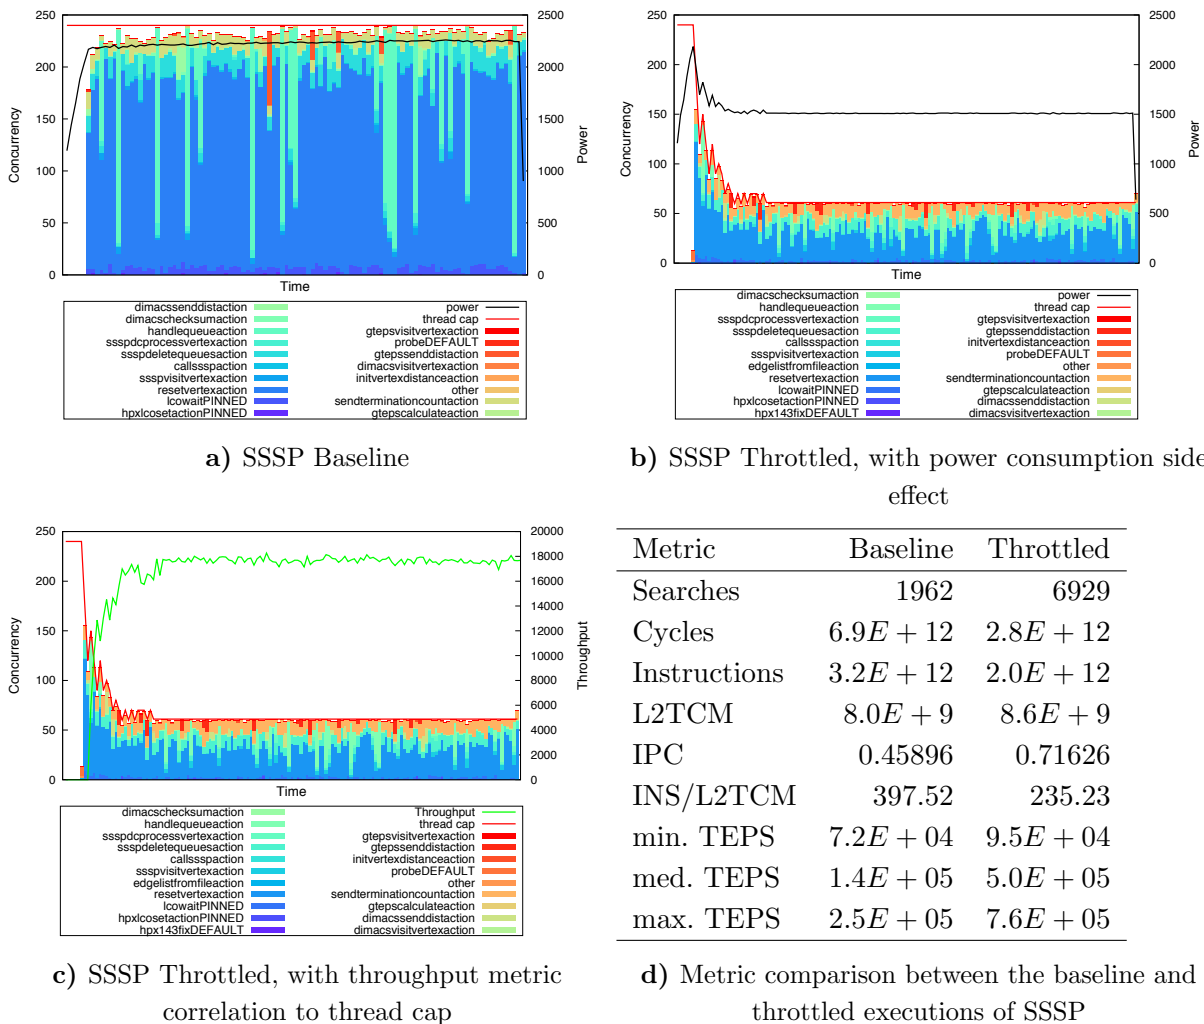 250
200
150
100
50
0
2500
2000
1500
1000
500
0
Concurrency
Power
Time
dimacssenddistaction
dimacschecksumaction
handlequeueaction
ssspdcprocessvertexaction
ssspdeletequeuesaction
callssspaction
ssspvisitvertexaction
resetvertexaction
lcowaitPINNED
hpxlcosetactionPINNED
power
thread cap
gtepsvisitvertexaction
probeDEFAULT
gtepssenddistaction
dimacsvisitvertexaction
initvertexdistanceaction
other
sendterminationcountaction
gtepscalculateaction
a) SSSP Baseline
250
200
150
100
50
0
2500
2000
1500
1000
500
0
Concurrency
Power
Time
dimacschecksumaction
ssspdcprocessvertexaction
ssspdeletequeuesaction
callssspaction
ssspvisitvertexaction
edgelistfromfileaction
resetvertexaction
lcowaitPINNED
hpxlcosetactionPINNED
hpx143fixDEFAULT
power
thread cap
gtepsvisitvertexaction
gtepssenddistaction
initvertexdistanceaction
probeDEFAULT
other
sendterminationcountaction
gtepscalculateaction
dimacssenddistaction
dimacsvisitvertexaction
b) SSSP Throttled, with power consumption side
effect
250
200
150
100
50
0
20000
18000
16000
14000
12000
10000
8000
6000
4000
2000
0
Concurrency
Throughput
Time
dimacschecksumaction
handlequeueaction
ssspdcprocessvertexaction
ssspdeletequeuesaction
callssspaction
ssspvisitvertexaction
edgelistfromfileaction
resetvertexaction
lcowaitPINNED
hpxlcosetactionPINNED
hpx143fixDEFAULT
Throughput
thread cap
gtepsvisitvertexaction
gtepssenddistaction
initvertexdistanceaction
probeDEFAULT
other
sendterminationcountaction
gtepscalculateaction
dimacssenddistaction
dimacsvisitvertexaction
c) SSSP Throttled, with throughput metric
correlation to thread cap
Metric Baseline Throttled
Searches 1962 6929
Cycles 6.9E + 12 2.8E + 12
Instructions 3.2E + 12 2.0E + 12
L2TCM 8.0E + 9 8.6E + 9
IPC 0.45896 0.71626
INS/L2TCM 397.52 235.23
min. TEPS 7.2E + 04 9.5E + 04
med. TEPS 1.4E + 05 5.0E + 05
max. TEPS 2.5E + 05 7.6E + 05
d) Metric comparison between the baseline and
throttled executions of SSSP